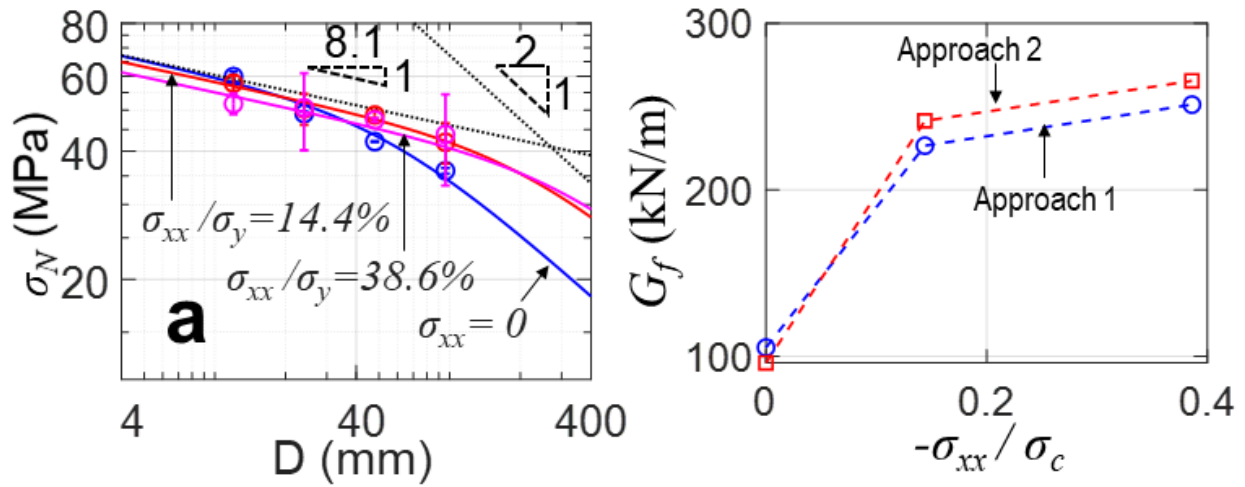 80
60
40
20
σN (MPa)
8.1
1
2
1
σxx/σy=14.4%
σxx/σy=38.6%
σxx= 0
a
4
40
400
D (mm)
300
200
100
Gf (kN/m)
Approach 2
Approach 1
0
0.2
0.4
-σxx/ σc